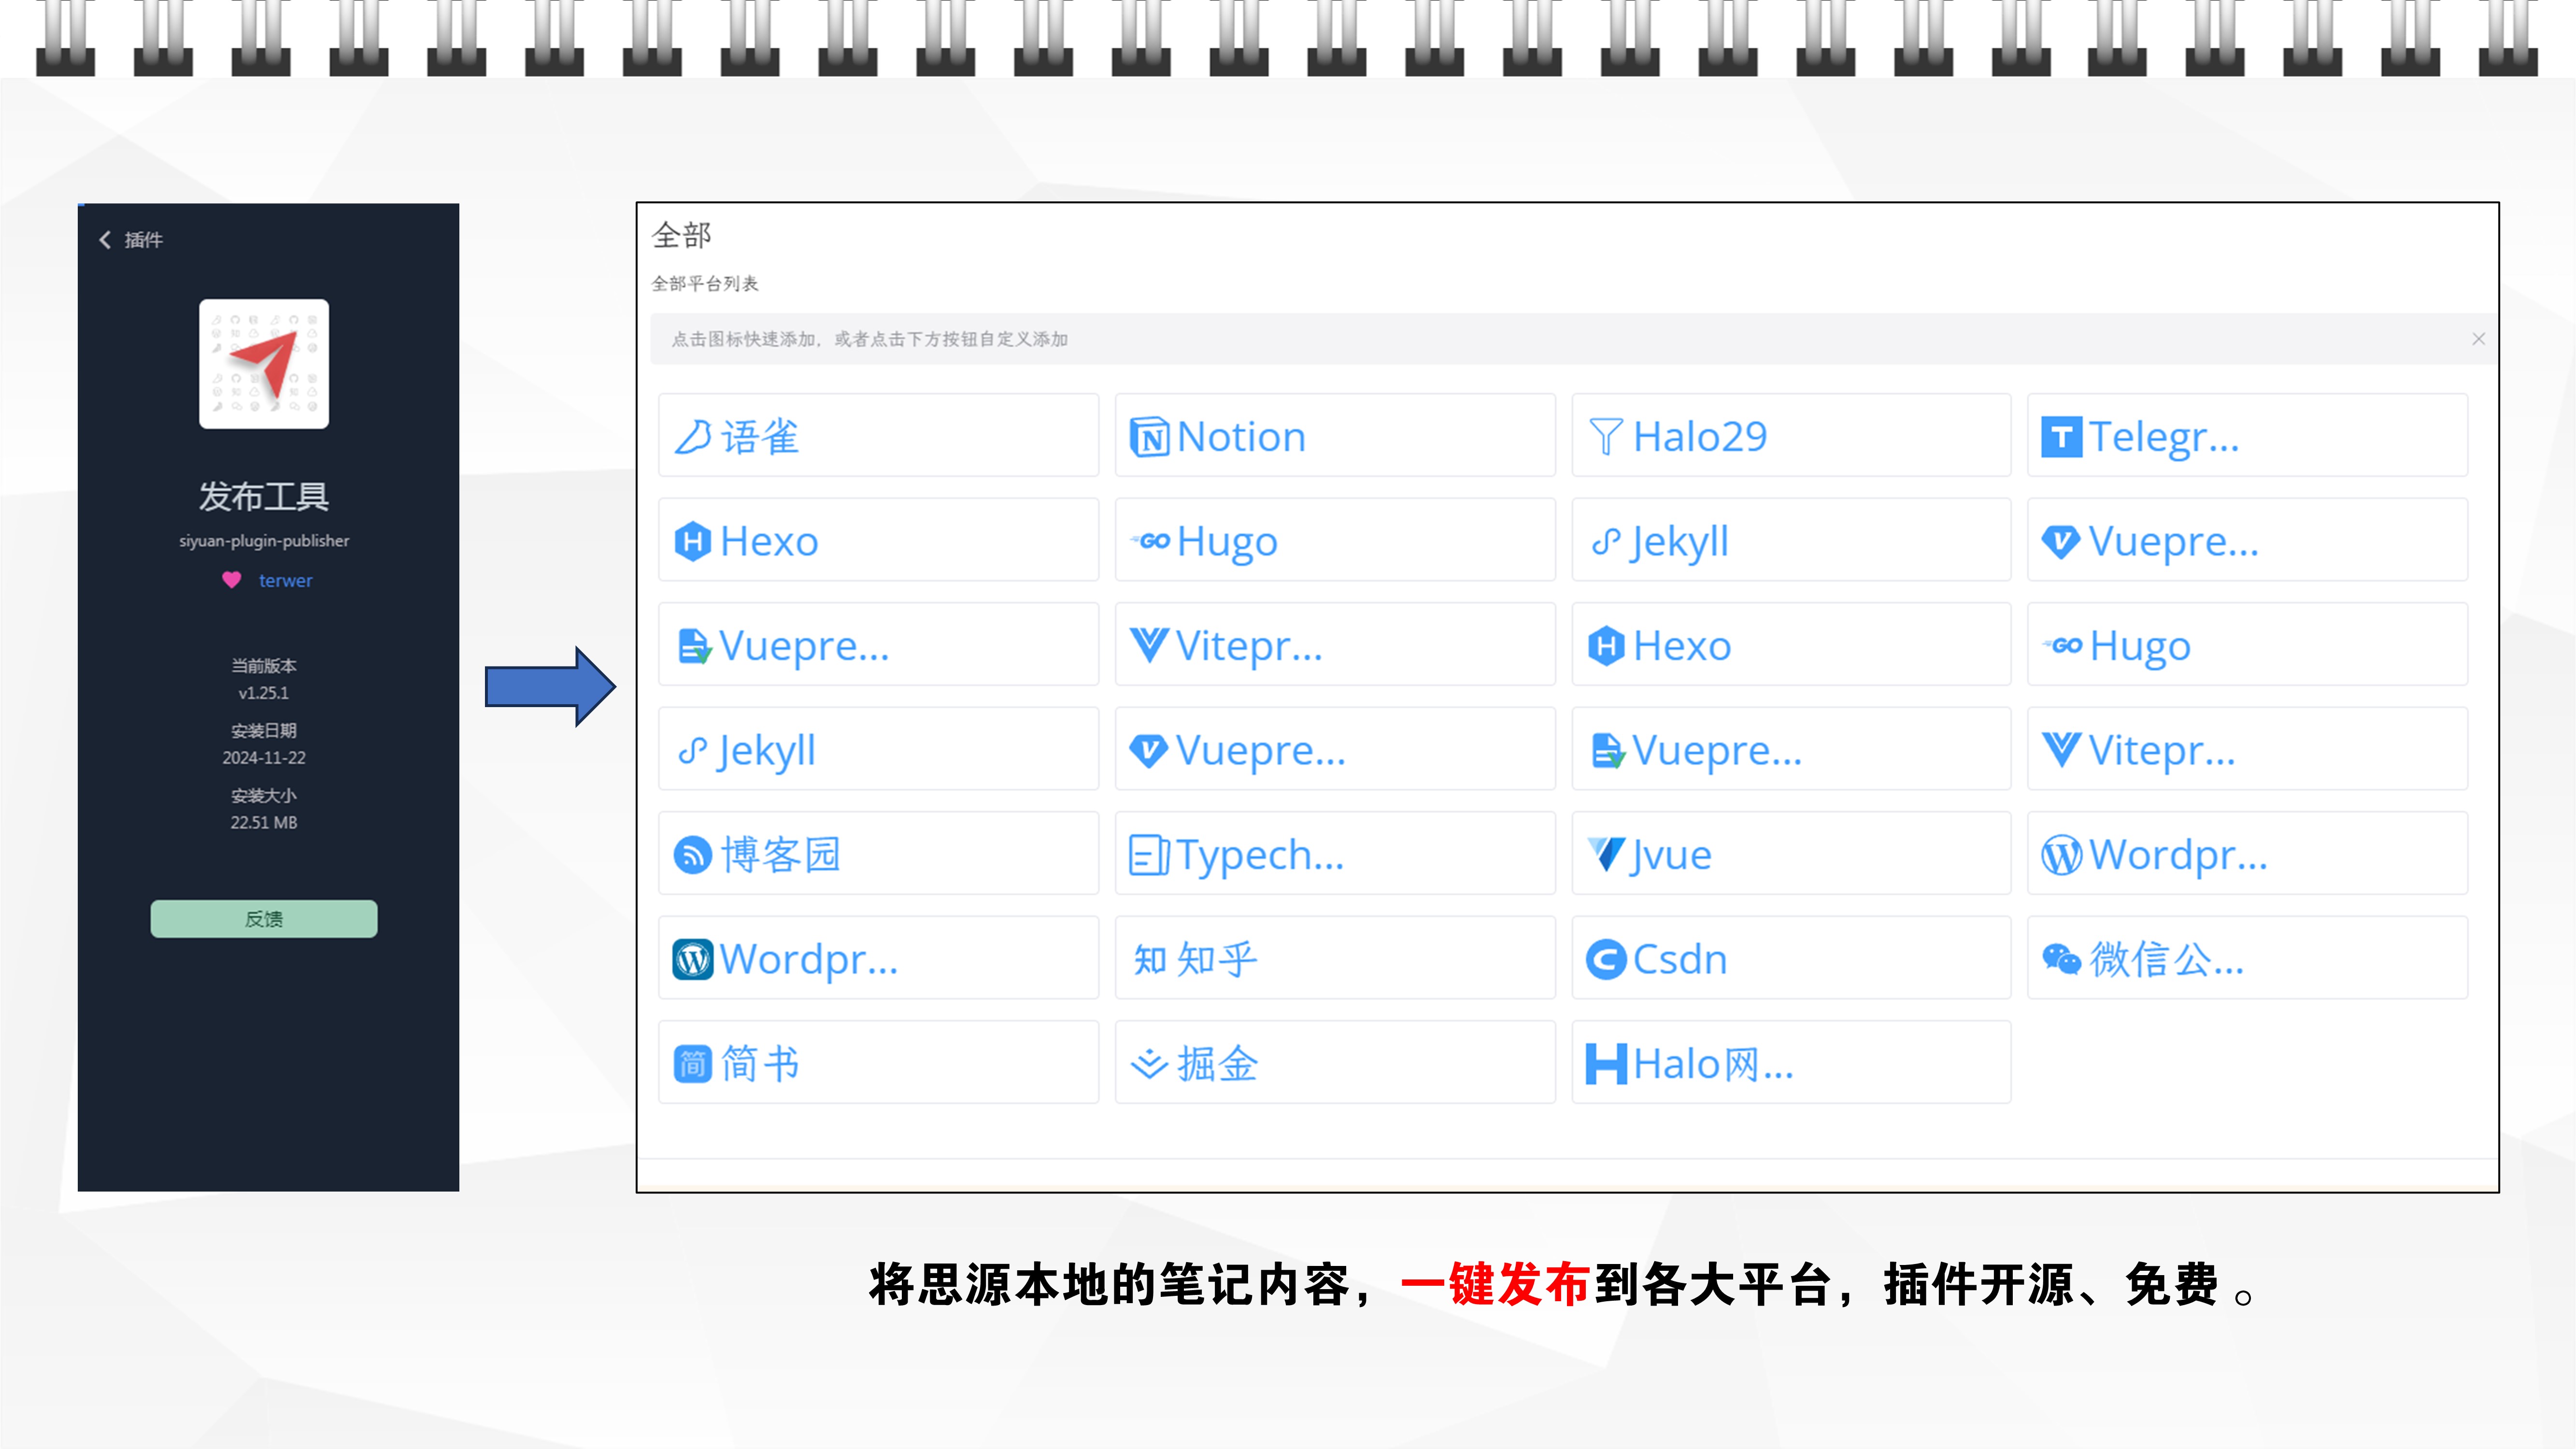 插件
发布工具
siyuan-plugin-publisher
terwer
当前版本
v1.25.1
安装日期
2024-11-22
安装大小
22.51 MB
反馈
全部
全部平台列表
点击图标快速添加，或者点击下方按钮自定义添加
语雀
Notion
Halo29
Telegr...
Hexo
Hugo
Jekyll
Vuepre...
Vuepre...
Vitepr...
Hexo
Hugo
Jekyll
Vuepre...
Vuepre...
Vitepr...
博客园
Typech...
Jvue
Wordpr...
Wordpr...
知 知乎
Csdn
微信公...
简 简书
掘金
Halo网...
将思源本地的笔记内容，一键发布到各大平台，插件开源、免费。